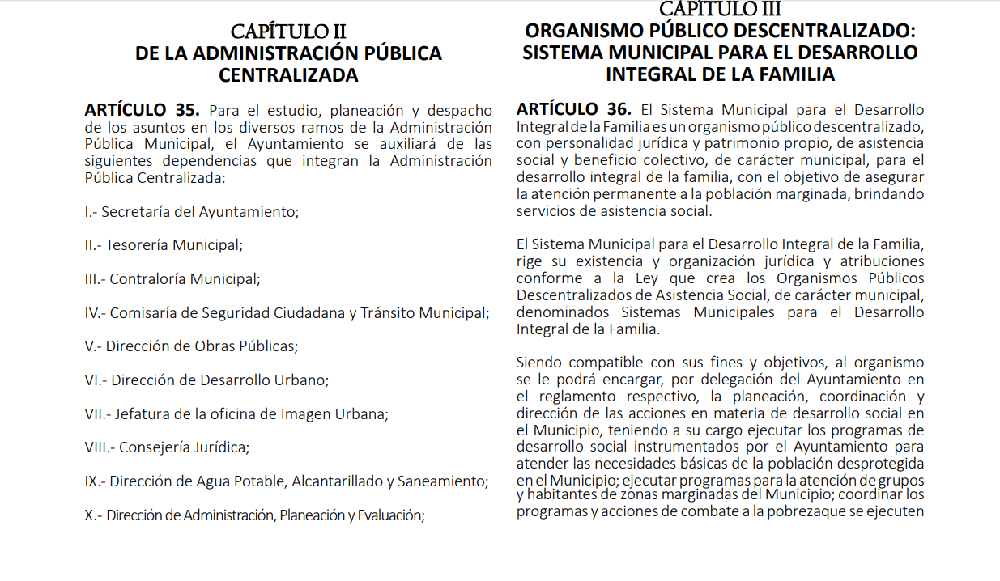 CAPÍTULO II
DE LA ADMINISTRACIÓN PÚBLICA
CENTRALIZADA
ARTÍCULO 35. Para el estudio, planeación y despacho
de los asuntos en los diversos ramos de la Administración
Pública Municipal, el Ayuntamiento se auxiliará de las
siguientes dependencias que integran la Administración
Pública Centralizada:
I.- Secretaría del Ayuntamiento;
II.- Tesorería Municipal;
III.- Contraloría Municipal;
IV.- Comisaría de Seguridad Ciudadana y Tránsito Municipal;
V.- Dirección de Obras Públicas;
VI.- Dirección de Desarrollo Urbano;
VII.- Jefatura de la oficina de Imagen Urbana;
VIII.- Consejería Jurídica;
IX.- Dirección de Agua Potable, Alcantarillado y Saneamiento;
X.- Dirección de Administración, Planeación y Evaluación;
CAPÍTULO III
ORGANISMO PÚBLICO DESCENTRALIZADO:
SISTEMA MUNICIPAL PARA EL DESARROLLO
INTEGRAL DE LA FAMILIA
ARTÍCULO 36. El Sistema Municipal para el Desarrollo
Integral de la Familia es un organismo público descentralizado,
con personalidad jurídica y patrimonio propio, de asistencia
social y beneficio colectivo, de carácter municipal, para el
desarrollo integral de la familia, con el objetivo de asegurar
la atención permanente a la población marginada, brindando
servicios de asistencia social.
El Sistema Municipal para el Desarrollo Integral de la Familia,
rige su existencia y organización jurídica y atribuciones
conforme a la Ley que crea los Organismos Públicos
Descentralizados de Asistencia Social, de carácter municipal,
denominados Sistemas Municipales para el Desarrollo
Integral de la Familia.
Siendo compatible con sus fines y objetivos, al organismo
se le podrá encargar, por delegación del Ayuntamiento en
el reglamento respectivo, la planeación, coordinación y
dirección de las acciones en materia de desarrollo social en
el Municipio, teniendo a su cargo ejecutar los programas de
desarrollo social instrumentados por el Ayuntamiento para
atender las necesidades básicas de la población desprotegida
en el Municipio; ejecutar programas para la atención de grupos
y habitantes de zonas marginadas del Municipio; coordinar los
programas y acciones de combate a la pobrezaque se ejecuten